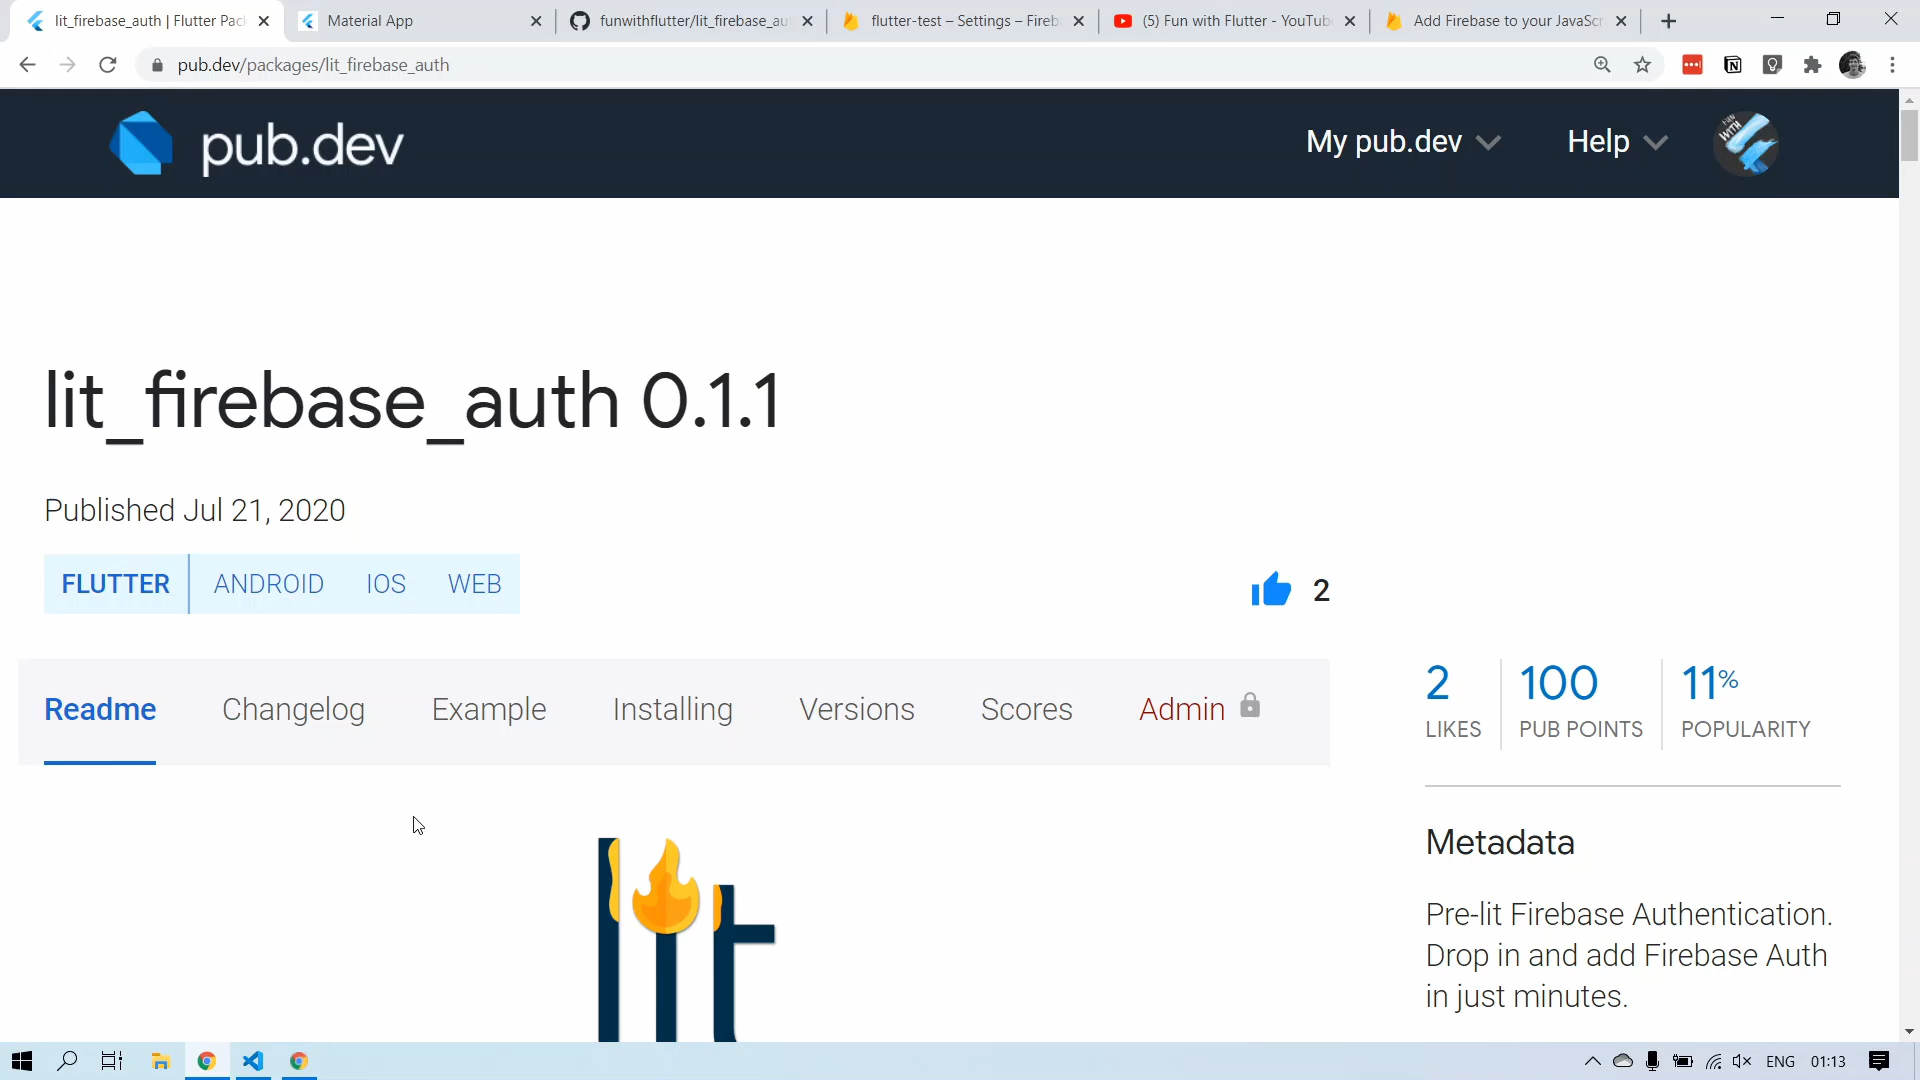 lit_firebase_auth | Flutter Pac
Material App
funwithflutter/lit_firebase_au
flutter-test – Settings – Fireb
(5) Fun with Flutter - YouTub
Add Firebase to your JavaScr
pub.dev/packages/lit_firebase_auth
pub.dev
My pub.dev
Help
FUN
WITH
lit_firebase_auth 0.1.1
Published Jul 21, 2020
FLUTTER ANDROID IOS WEB
2
Readme Changelog Example Installing Versions Scores Admin
2 100 11%
LIKES PUB POINTS POPULARITY
Metadata
Pre-lit Firebase Authentication.
Drop in and add Firebase Auth
in just minutes.
lit
ENG 01:13